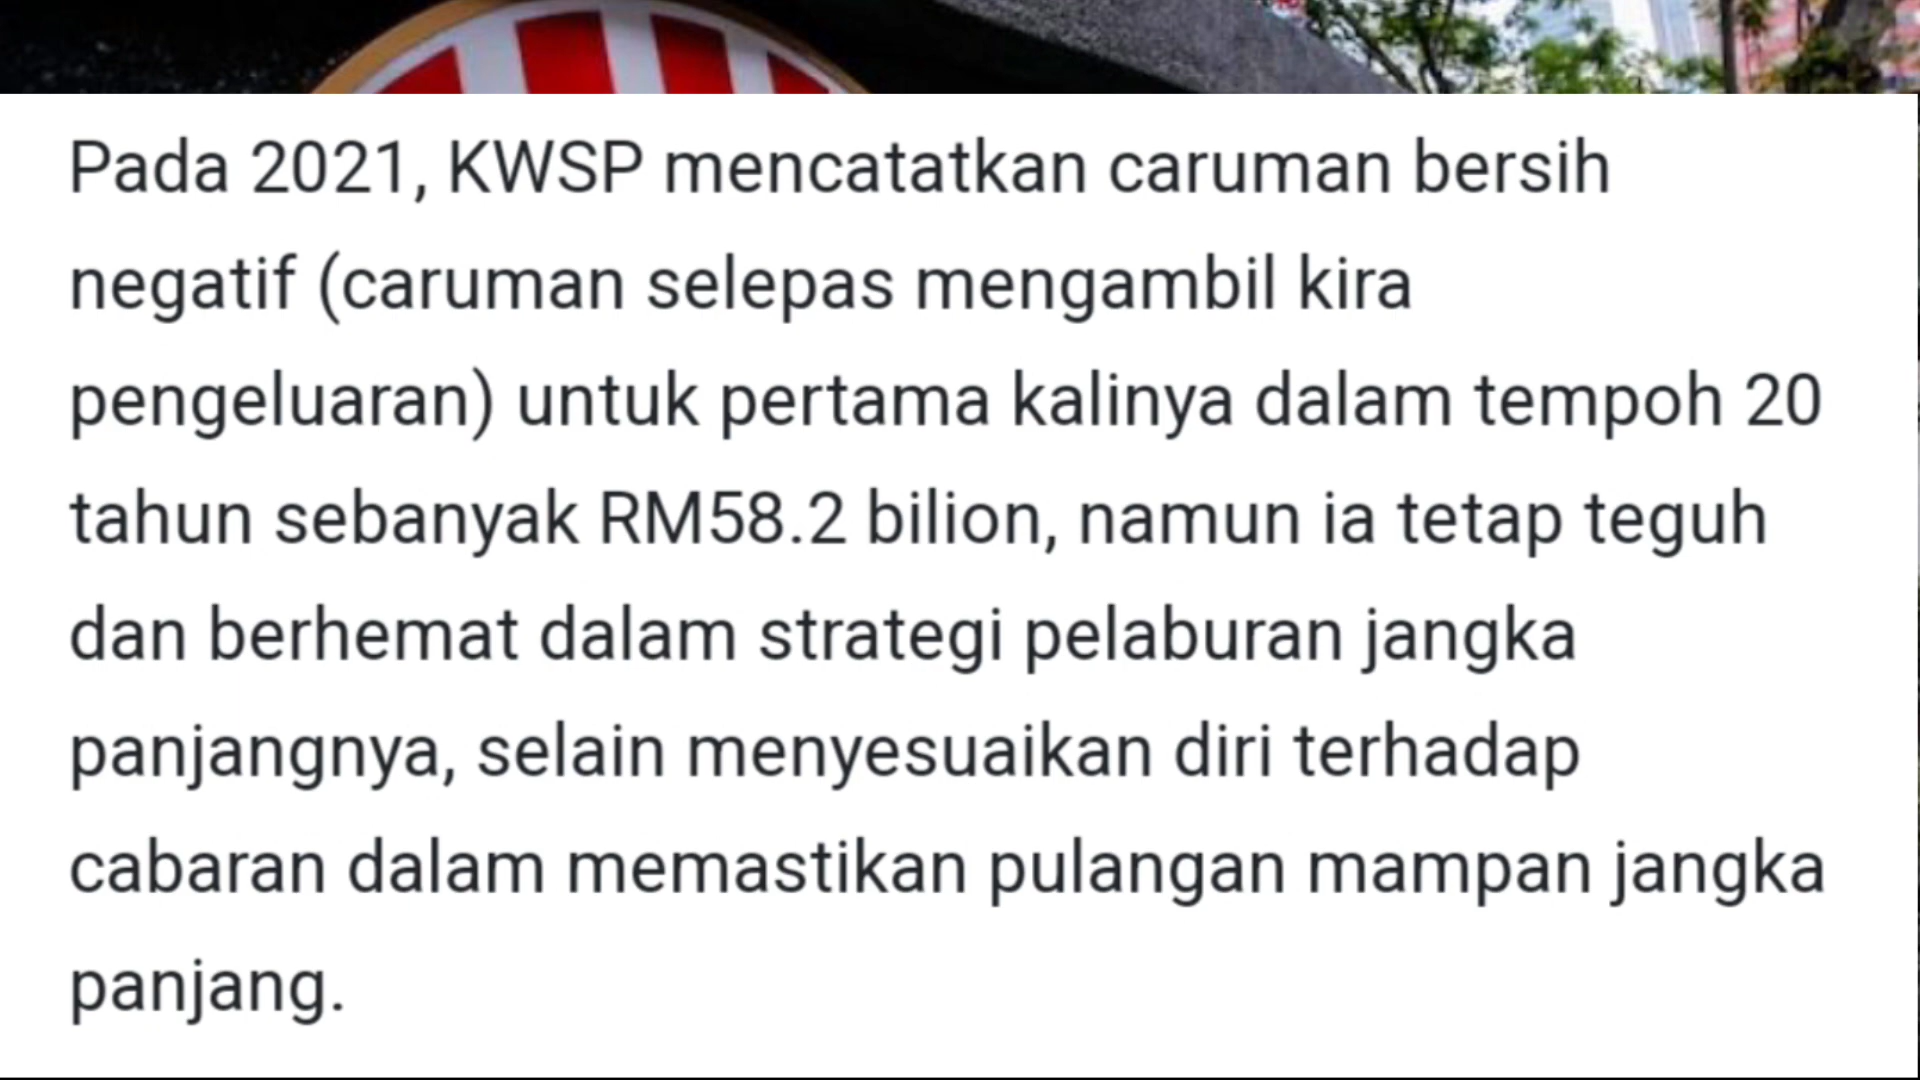 Pada 2021, KWSP mencatatkan caruman bersih
negatif (caruman selepas mengambil kira
pengeluaran) untuk pertama kalinya dalam tempoh 20
tahun sebanyak RM58.2 bilion, namun ia tetap teguh
dan berhemat dalam strategi pelaburan jangka
panjangnya, selain menyesuaikan diri terhadap
cabaran dalam memastikan pulangan mampan jangka
panjang.